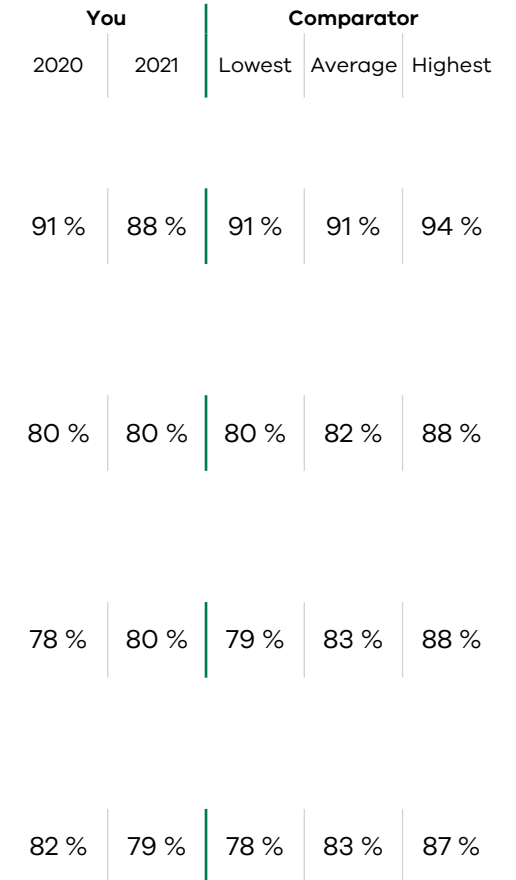 You Comparator
2020 2021 Lowest Average Highest
91 % 88 % 91 % 91 % 94 %
80 % 80 % 80 % 82 % 88 %
78 % 80 % 79 % 83 % 88 %
82 % 79 % 78 % 83 % 87 %